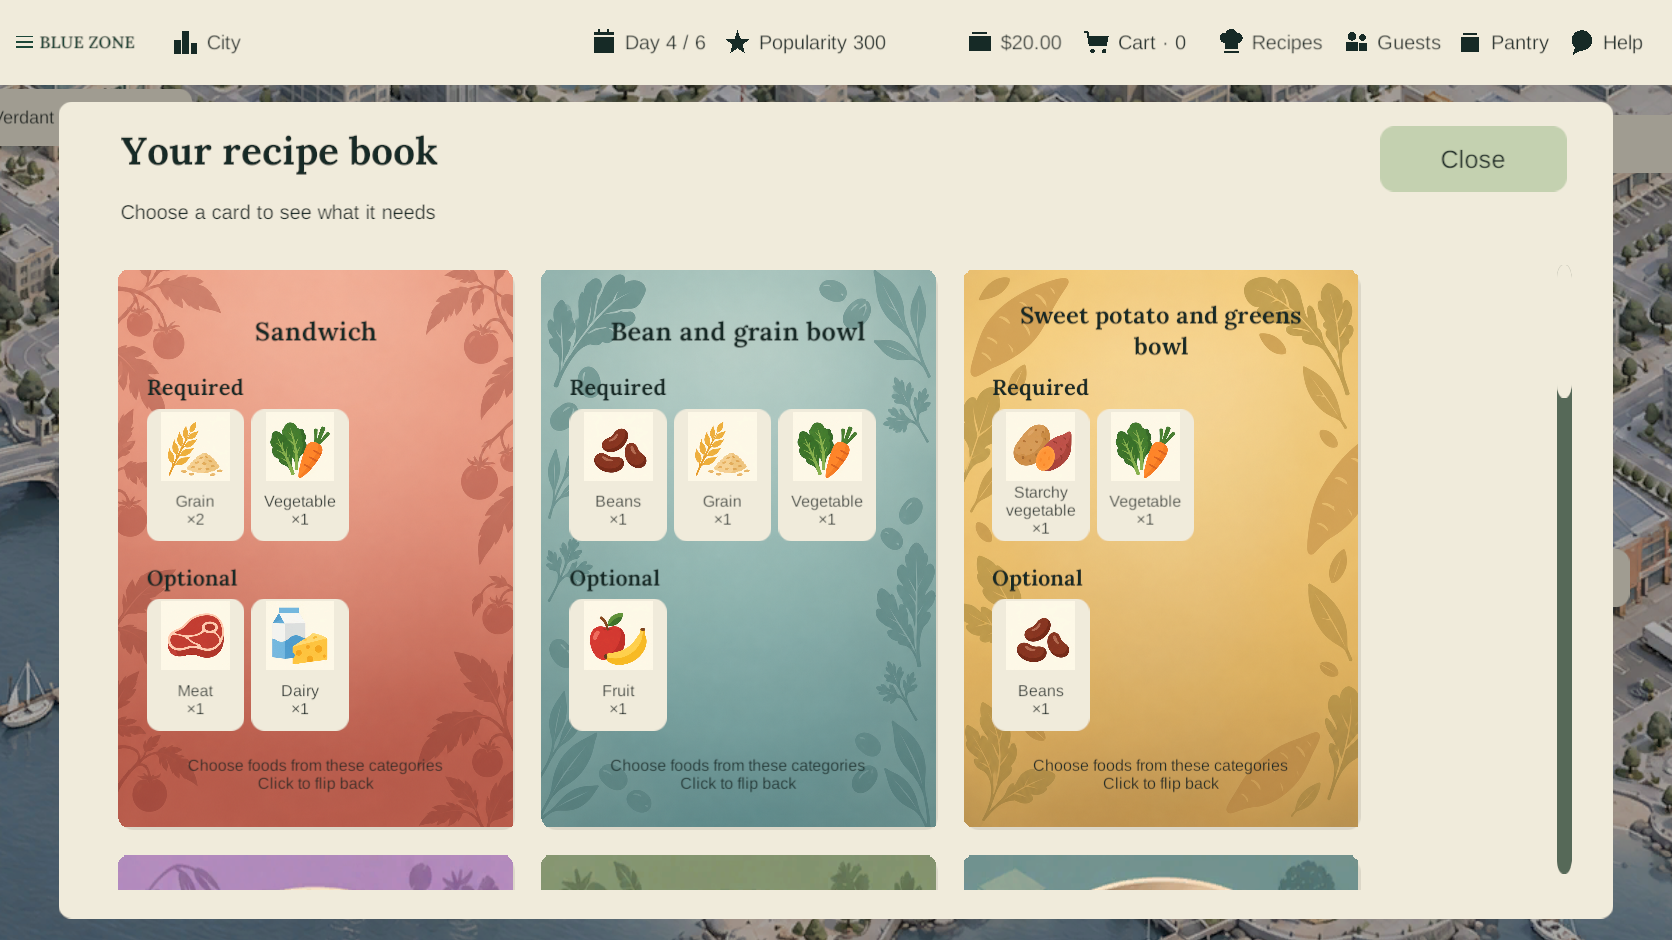 BLUE ZONE
City
Day 4 / 6
Popularity 300
$20.00
Cart · 0
Recipes
Guests
Pantry
Help
Verdant
Your recipe book
Close
Choose a card to see what it needs
Sandwich
Required
Grain
×2
Vegetable
×1
Optional
Meat
×1
Dairy
×1
Choose foods from these categories
Click to flip back
Bean and grain bowl
Required
Beans
×1
Grain
×1
Vegetable
×1
Optional
Fruit
×1
Choose foods from these categories
Click to flip back
Sweet potato and greens
bowl
Required
Starchy
vegetable
×1
Vegetable
×1
Optional
Beans
×1
Choose foods from these categories
Click to flip back